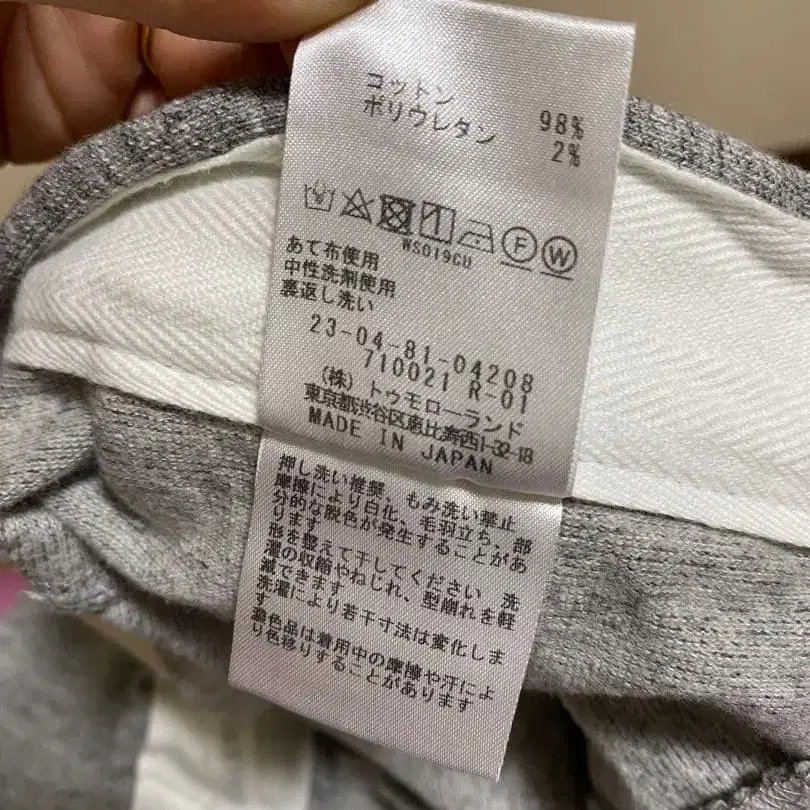 コットン 98%
ポリウレタン 2%
F W
WS019CU
あて布使用
中性洗剤使用
裏返し洗い
23-04-81-04208
710021 R-01
(株)トゥモローランド
東京都渋谷区恵比寿西1-32-18
MADE IN JAPAN
押し洗い推奨、もみ洗い禁止
摩擦により白化、毛羽立ち、部
分的な脱色が発生することがあ
ります
形を整えて干してください 洗
濯の収縮やねじれ、型崩れを軽
減できます
洗濯により若干寸法は変化しま
す
濃色品は着用中の摩擦や汗によ
り色移りすることがあります